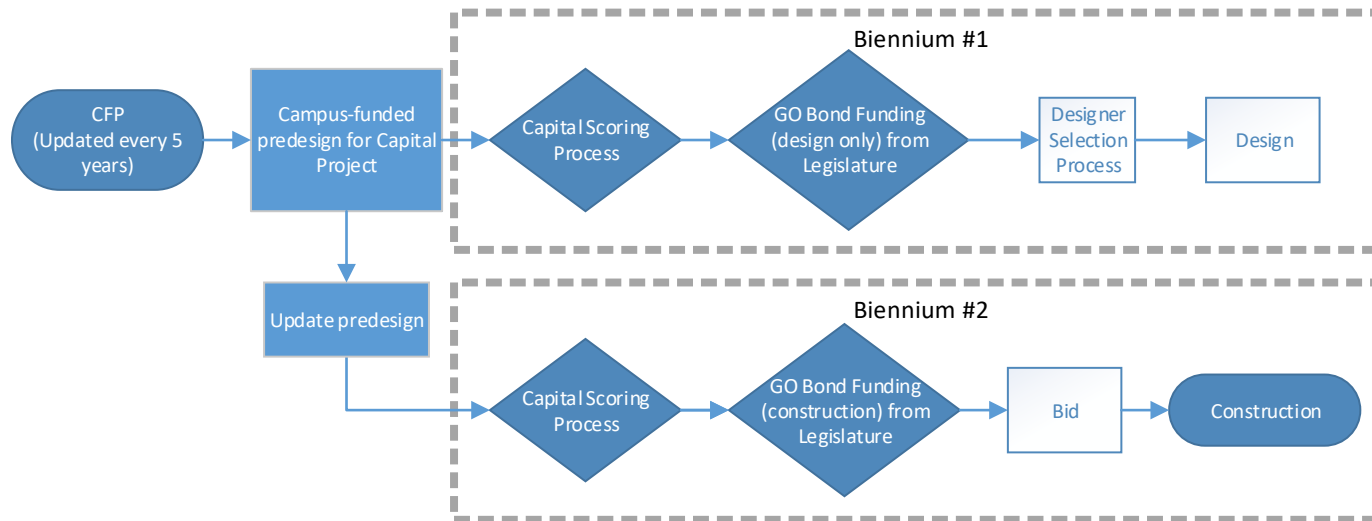 Biennium #1
CFP
(Updated every 5
years)
Campus-funded
predesign for Capital
Project
Capital Scoring
Process
GO Bond Funding
(design only) from
Legislature
Designer
Selection
Process
Design
Update predesign
Biennium #2
Capital Scoring
Process
GO Bond Funding
(construction) from
Legislature
Bid
Construction